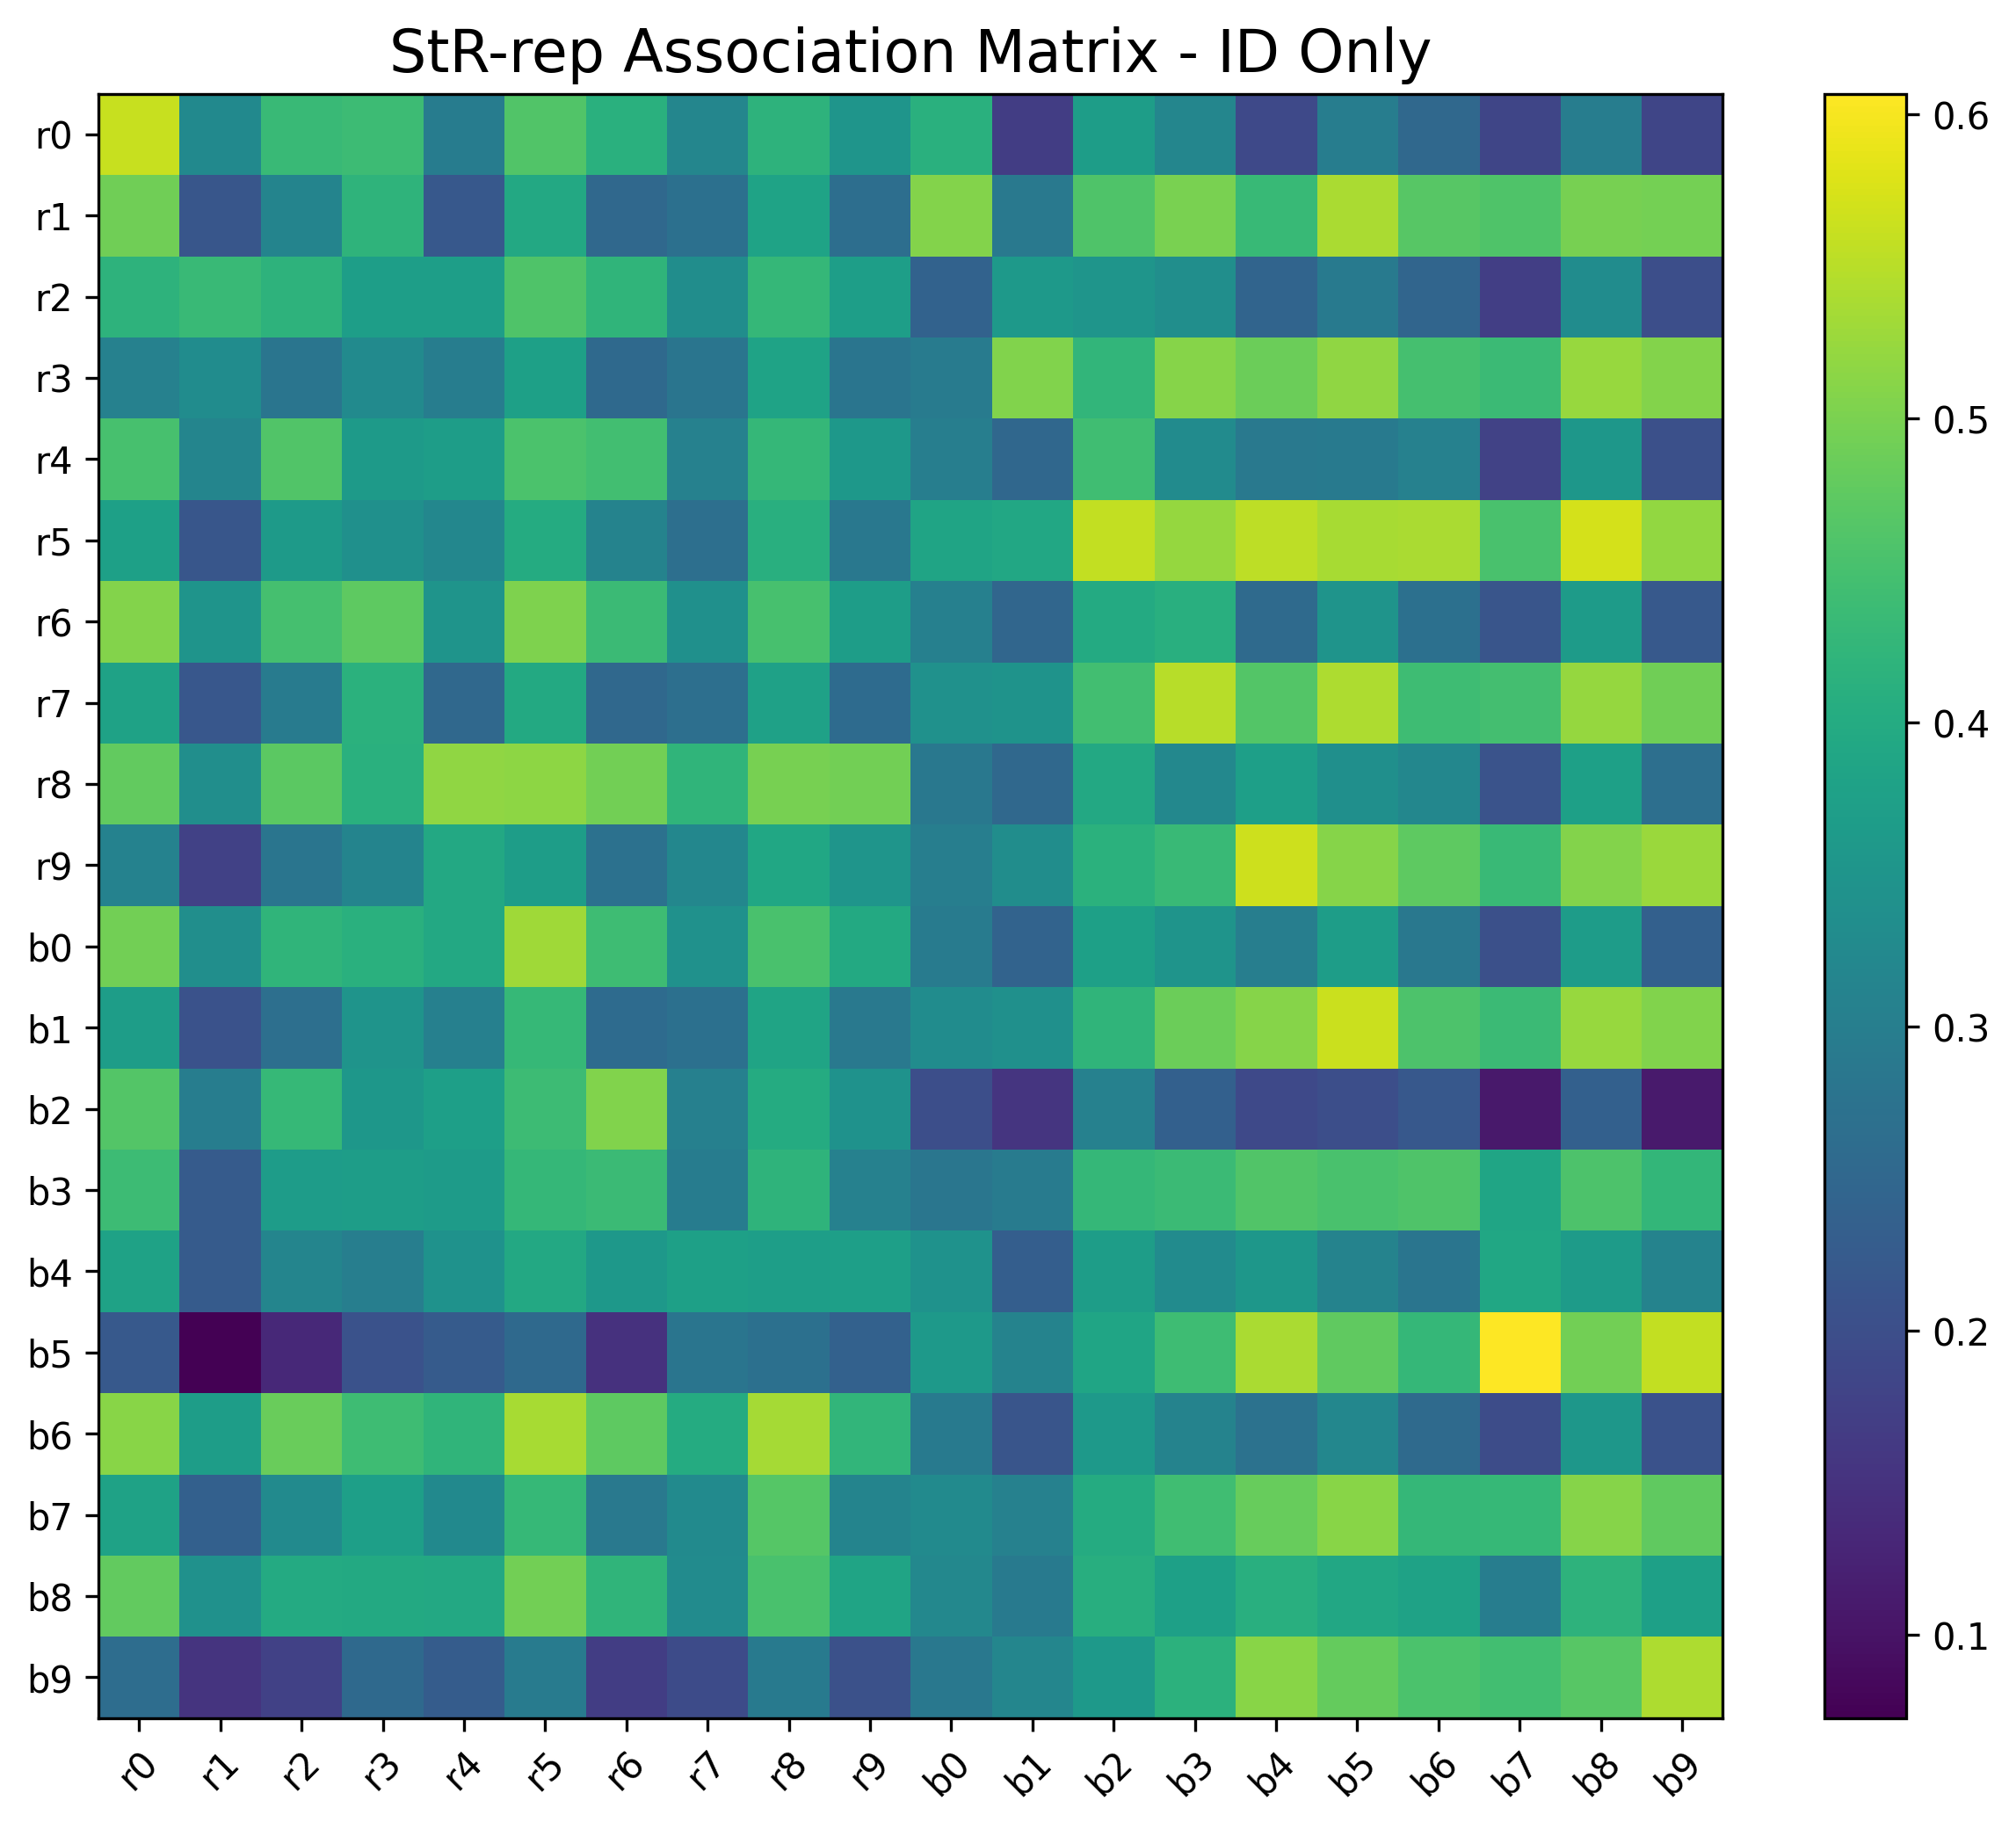 StR-rep Association Matrix - ID Only
r0
r1
r2
r3
r4
r5
r6
r7
r8
r9
b0
b1
b2
b3
b4
b5
b6
b7
b8
b9
r0 r1 r2 r3 r4 r5 r6 r7 r8 r9 b0 b1 b2 b3 b4 b5 b6 b7 b8 b9
0.6
0.5
0.4
0.3
0.2
0.1